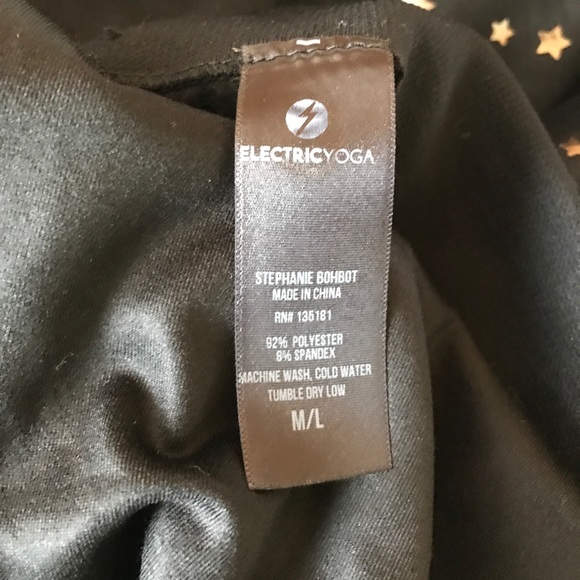 ELECTRICYOGA
STEPHANIE BOHBOT
MADE IN CHINA
RN# 135181
92% POLYESTER
8% SPANDEX
MACHINE WASH, COLD WATER
TUMBLE DRY LOW
M/L